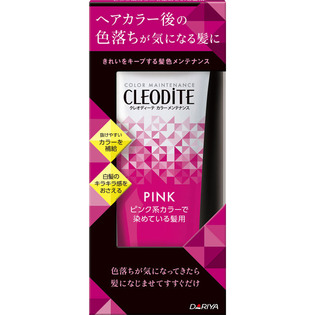 ヘアカラー後の
色落ちが気になる髪に
きれいをキープする髪色メンテナンス
COLOR MAINTENANCE
CLEODiTE
クレオディーテ カラーメンテナンス
抜けやすい
カラーを
補給
白髪の
キラキラ感を
おさえる
PINK
ピンク系カラーで
染めている髪用
色落ちが気になってきたら
髪になじませてすすぐだけ
DARIYA